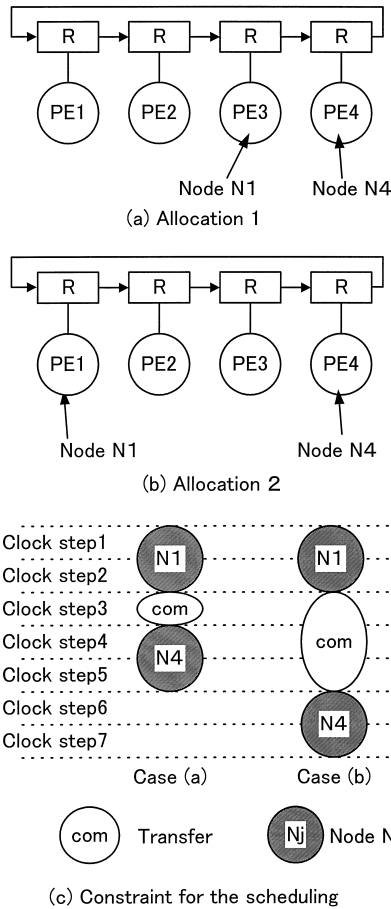 R R R R
PE1 PE2 PE3 PE4
Node N1 Node N4
(a) Allocation 1
R R R R
PE1 PE2 PE3 PE4
Node N1 Node N4
(b) Allocation 2
Clock step1
N1 N1
Clock step2
Clock step3 com
Clock step4 com
N4
Clock step5
Clock step6
N4
Clock step7
Case (a) Case (b)
com Transfer Nj Node N
(c) Constraint for the scheduling